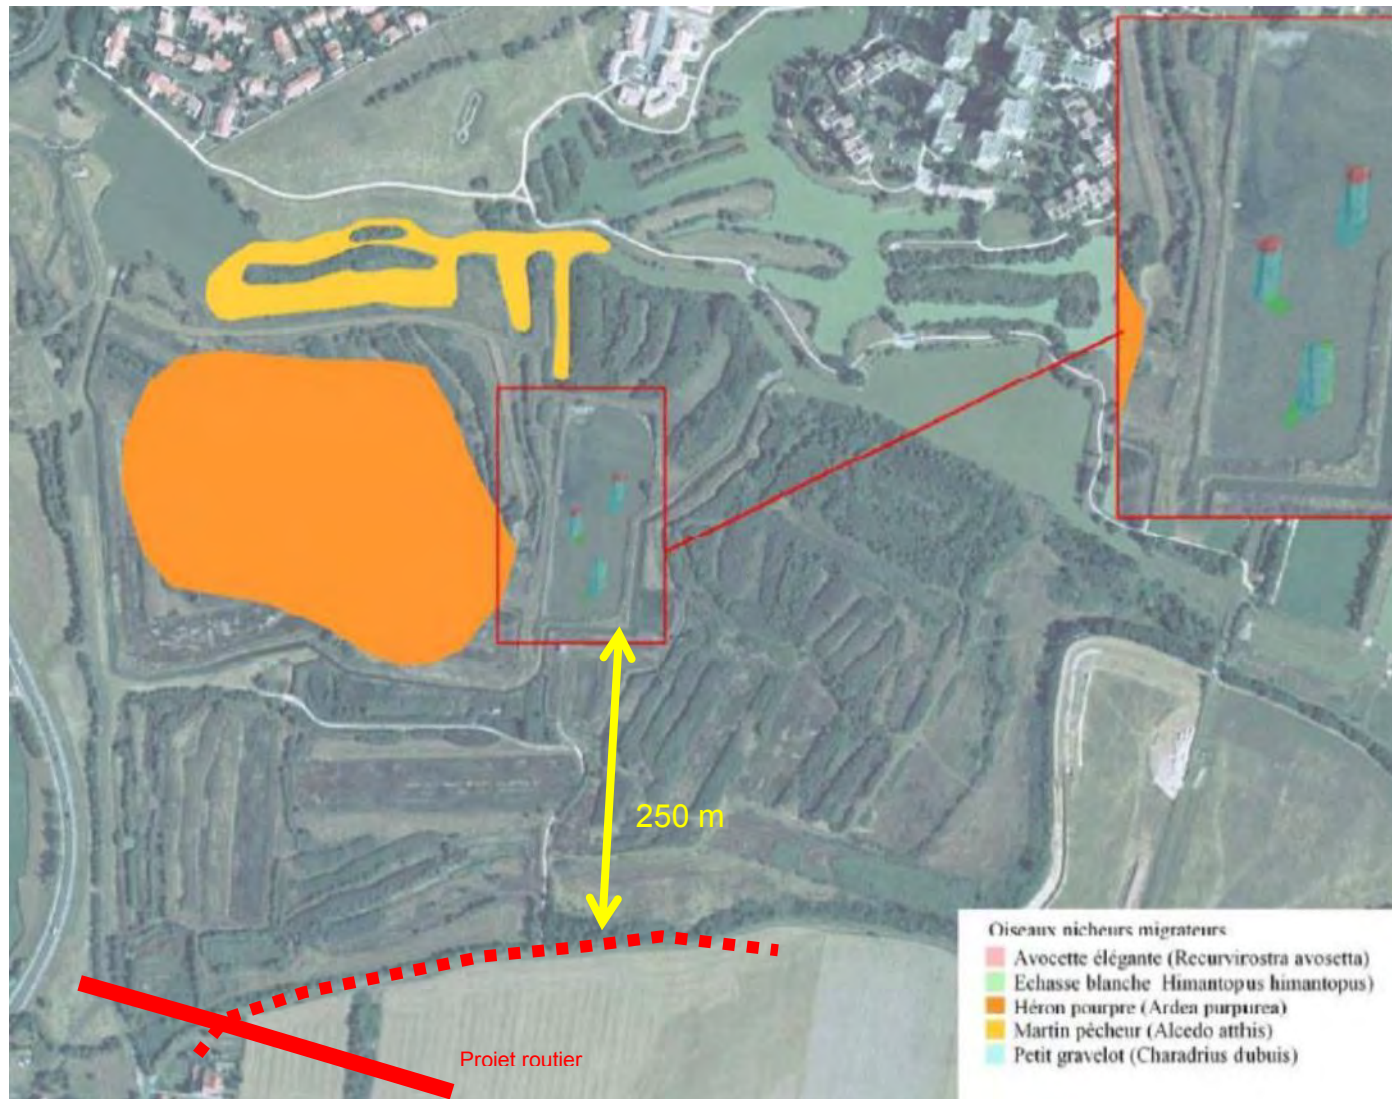 250 m
Projet routier
Oiseaux nicheurs migrateurs
Avocette élégante (Recurvirostra avosetta)
Echasse blanche Himantopus himantopus)
Héron pourpre (Ardea purpurea)
Martin pêcheur (Alcedo atthis)
Petit gravelot (Charadrius dubuis)